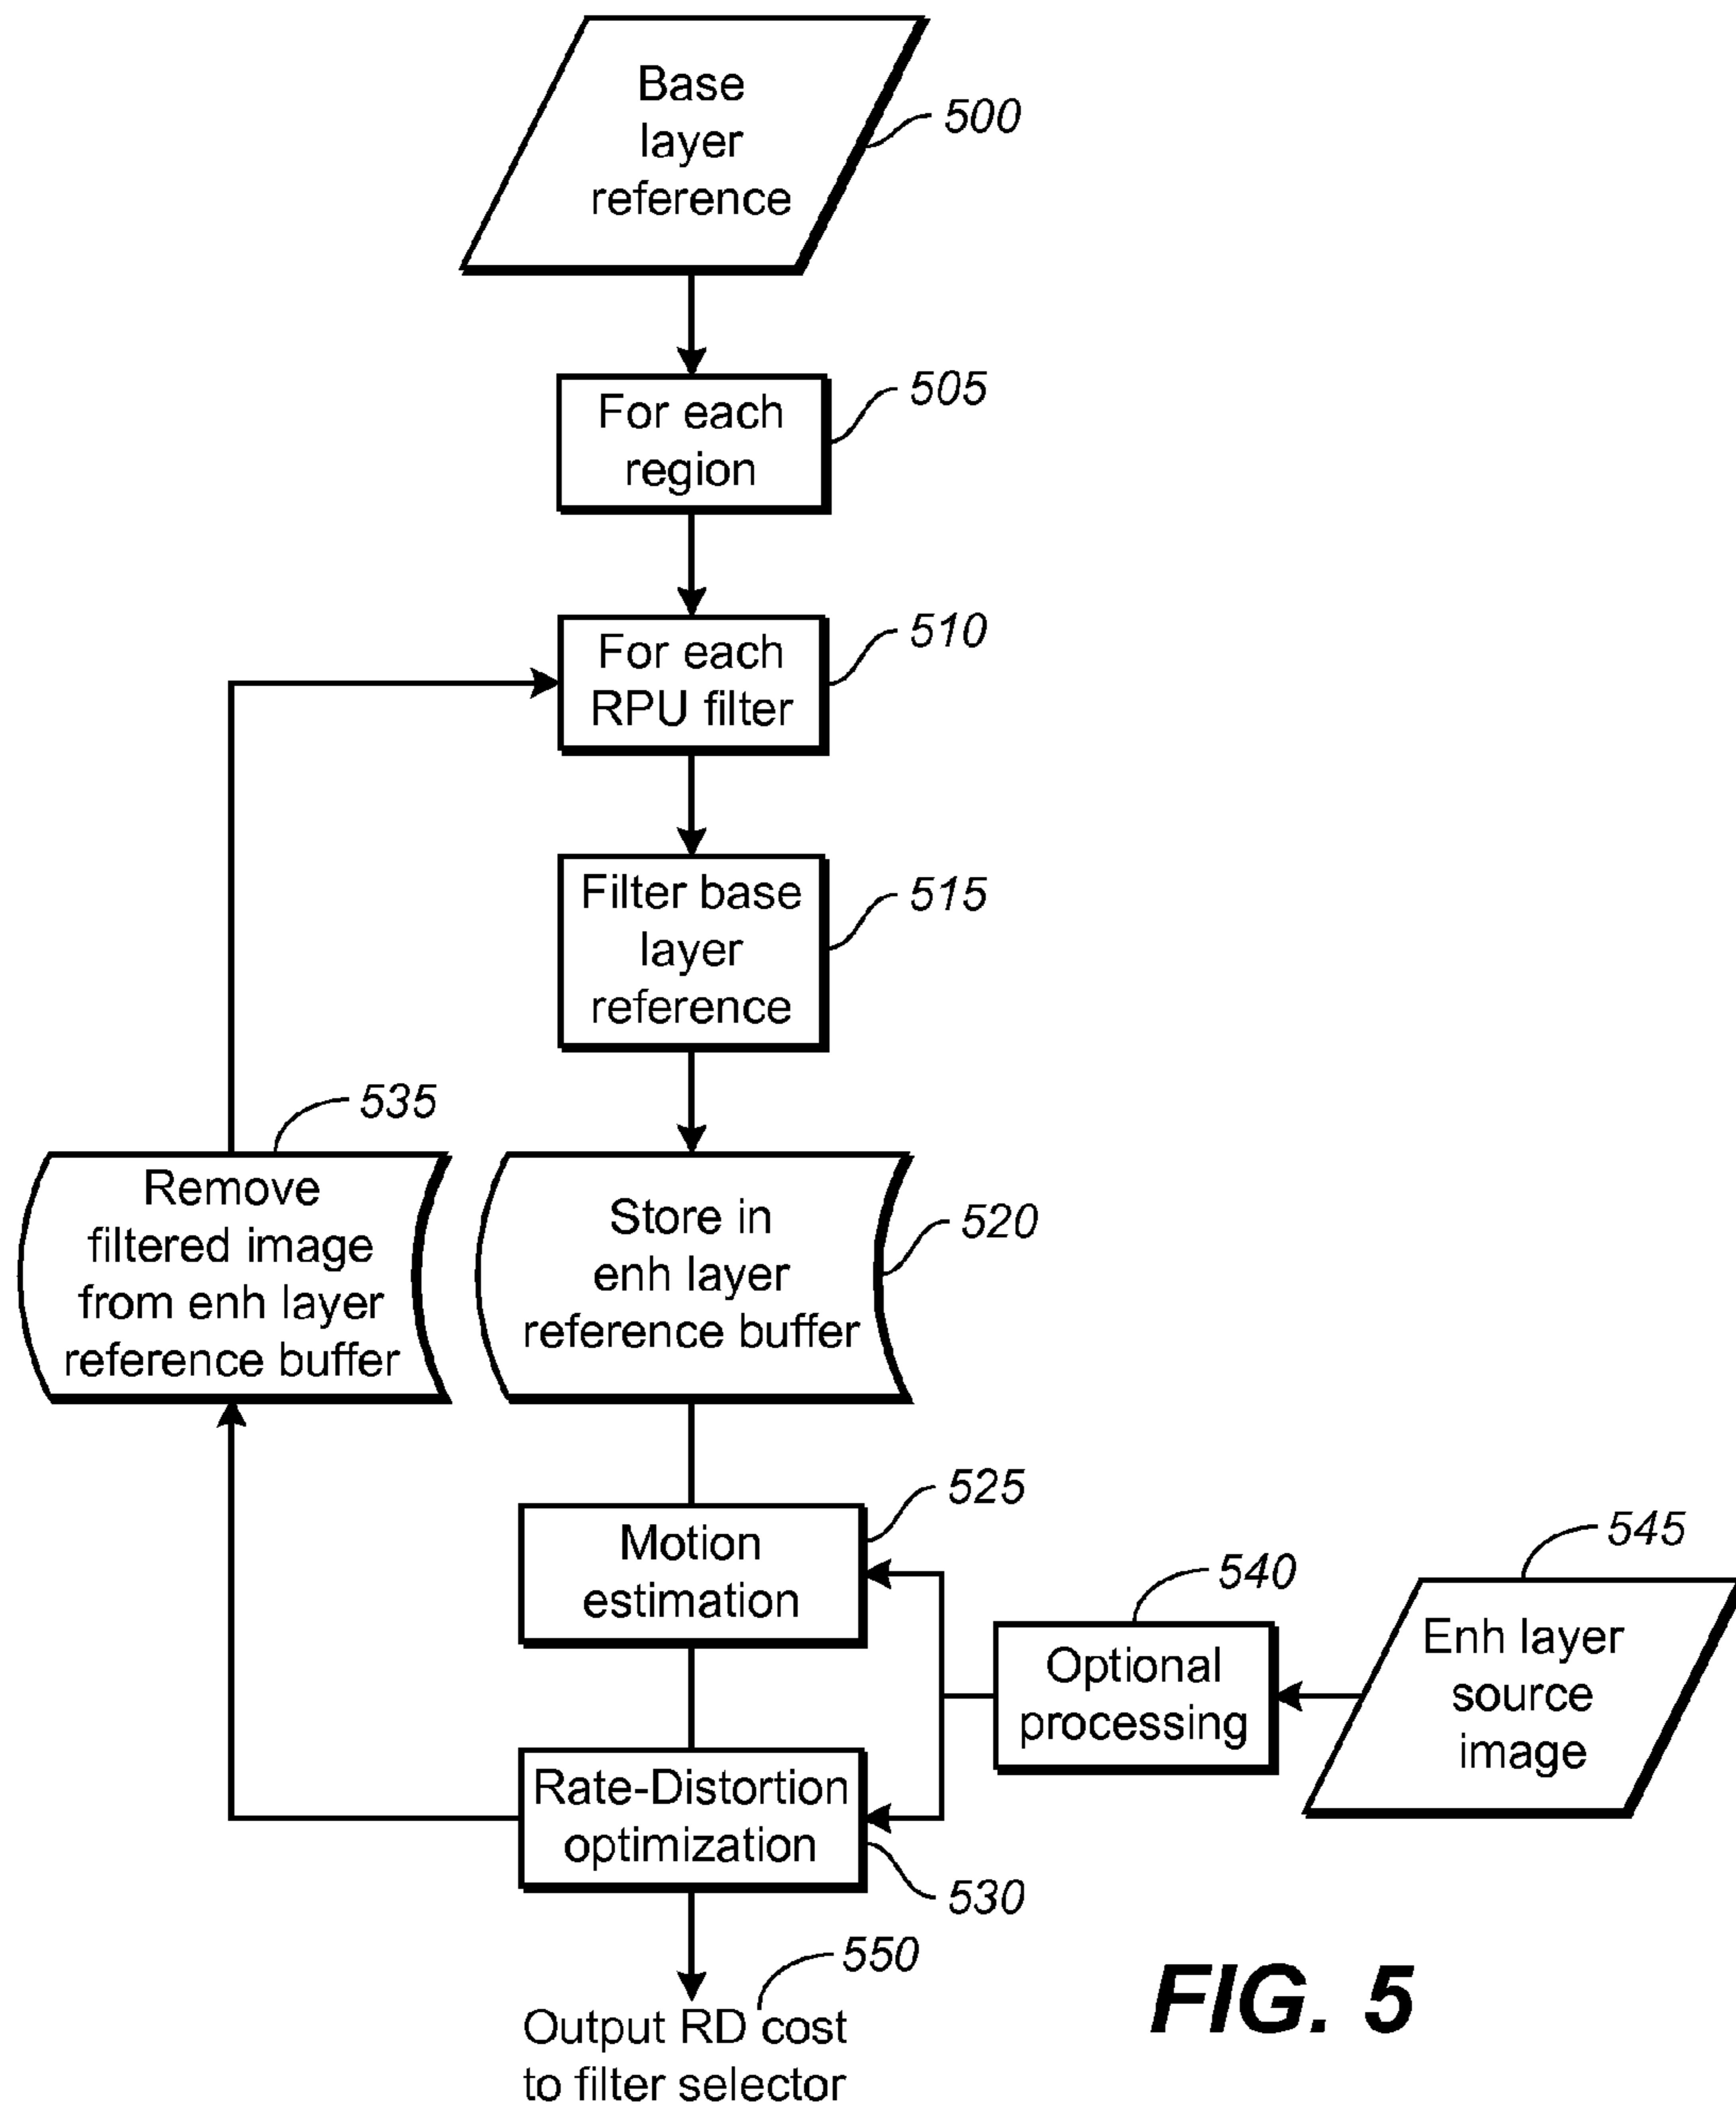 Base
layer
reference
500
For each
region
505
For each
RPU filter
510
Filter base
layer
reference
515
535
Remove
filtered image
from enh layer
reference buffer
Store in
enh layer
reference buffer
520
Motion
estimation
525
545
540
Optional
processing
Enh layer
source
image
Rate-Distortion
optimization
530
550
Output RD cost
to filter selector
FIG. 5